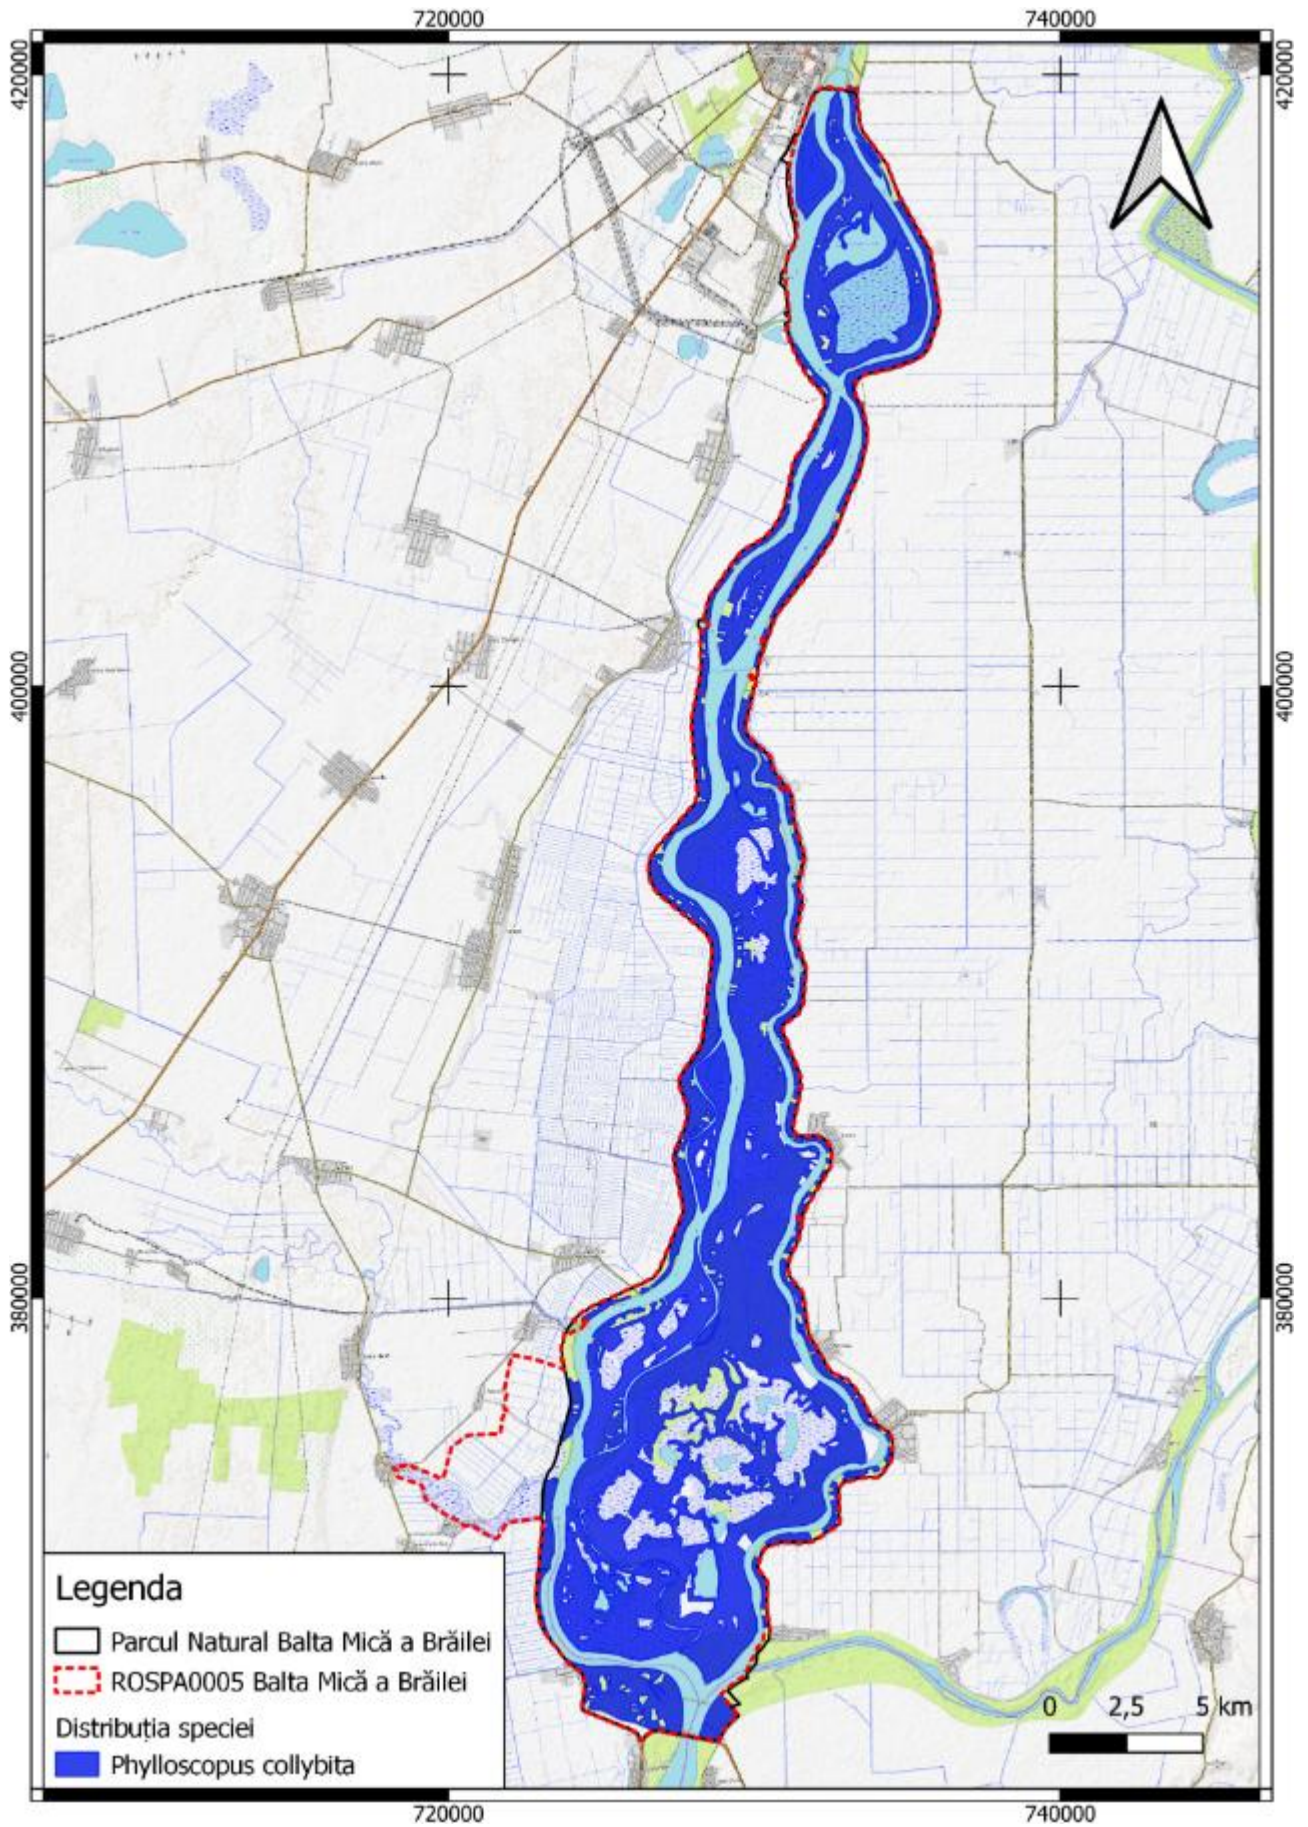 720000 740000
420000 420000
400000 400000
380000 380000
Legenda
Parcul Natural Balta Mică a Brăilei
ROSPA0005 Balta Mică a Brăilei
Distribuția speciei
Phylloscopus collybita
0 2,5 5 km
720000 740000